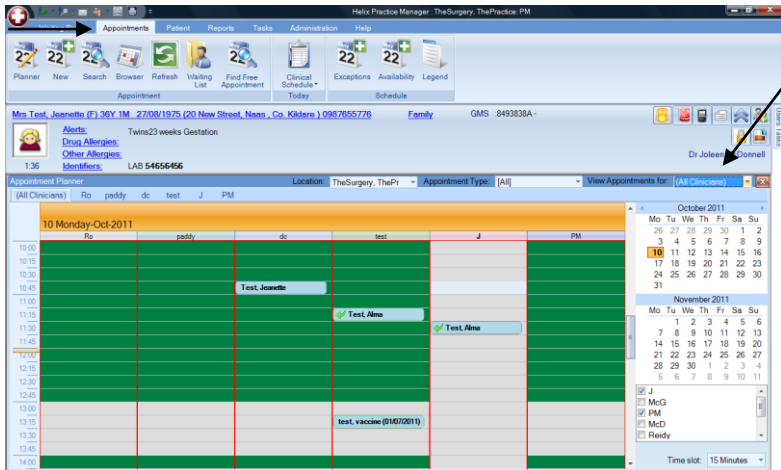 Helix Practice Manager : TheSurgery, ThePractice: PM
Appointments Patient Reports Tasks Administration Help
Planner New Search Browser Refresh Waiting List Find Free Appointment Clinical Schedule Exceptions Availability Legend
Appointment Today Schedule
Mrs Test, Jeanette (F) 36Y 1M 27/08/1975 (20 New Street, Naas , Co. Kildare ) 0987655776 Family GMS :8493838A -
Alerts: Twins23 weeks Gestation
Drug Allergies:
Other Allergies:
1:36 Identifiers: LAB 54656456
Users Tasks
Appointment Planner Location: TheSurgery, ThePr Appointment Type: [All] View Appointments for: (All Clinicians)
(All Clinicians) Ro paddy dc test J PM
10 Monday-Oct-2011
Ro paddy dc test J PM
10:00
10:15
10:30
10:45 Test, Jeanette
11:00
11:15 Test, Alma
11:30 Test, Alma
11:45
12:00
12:15
12:30
12:45
13:00
13:15 test, vaccine (01/07/2011)
13:30
13:45
14:00
October 2011
Mo Tu We Th Fr Sa Su
26 27 28 29 30 1 2
3 4 5 6 7 8 9
10 11 12 13 14 15 16
17 18 19 20 21 22 23
24 25 26 27 28 29 30
31
November 2011
Mo Tu We Th Fr Sa Su
1 2 3 4 5 6
7 8 9 10 11 12 13
14 15 16 17 18 19 20
21 22 23 24 25 26 27
28 29 30 1 2 3 4
5 6 7 8 9 10 11
J
McG
PM
McD
Reidy
Time slot: 15 Minutes